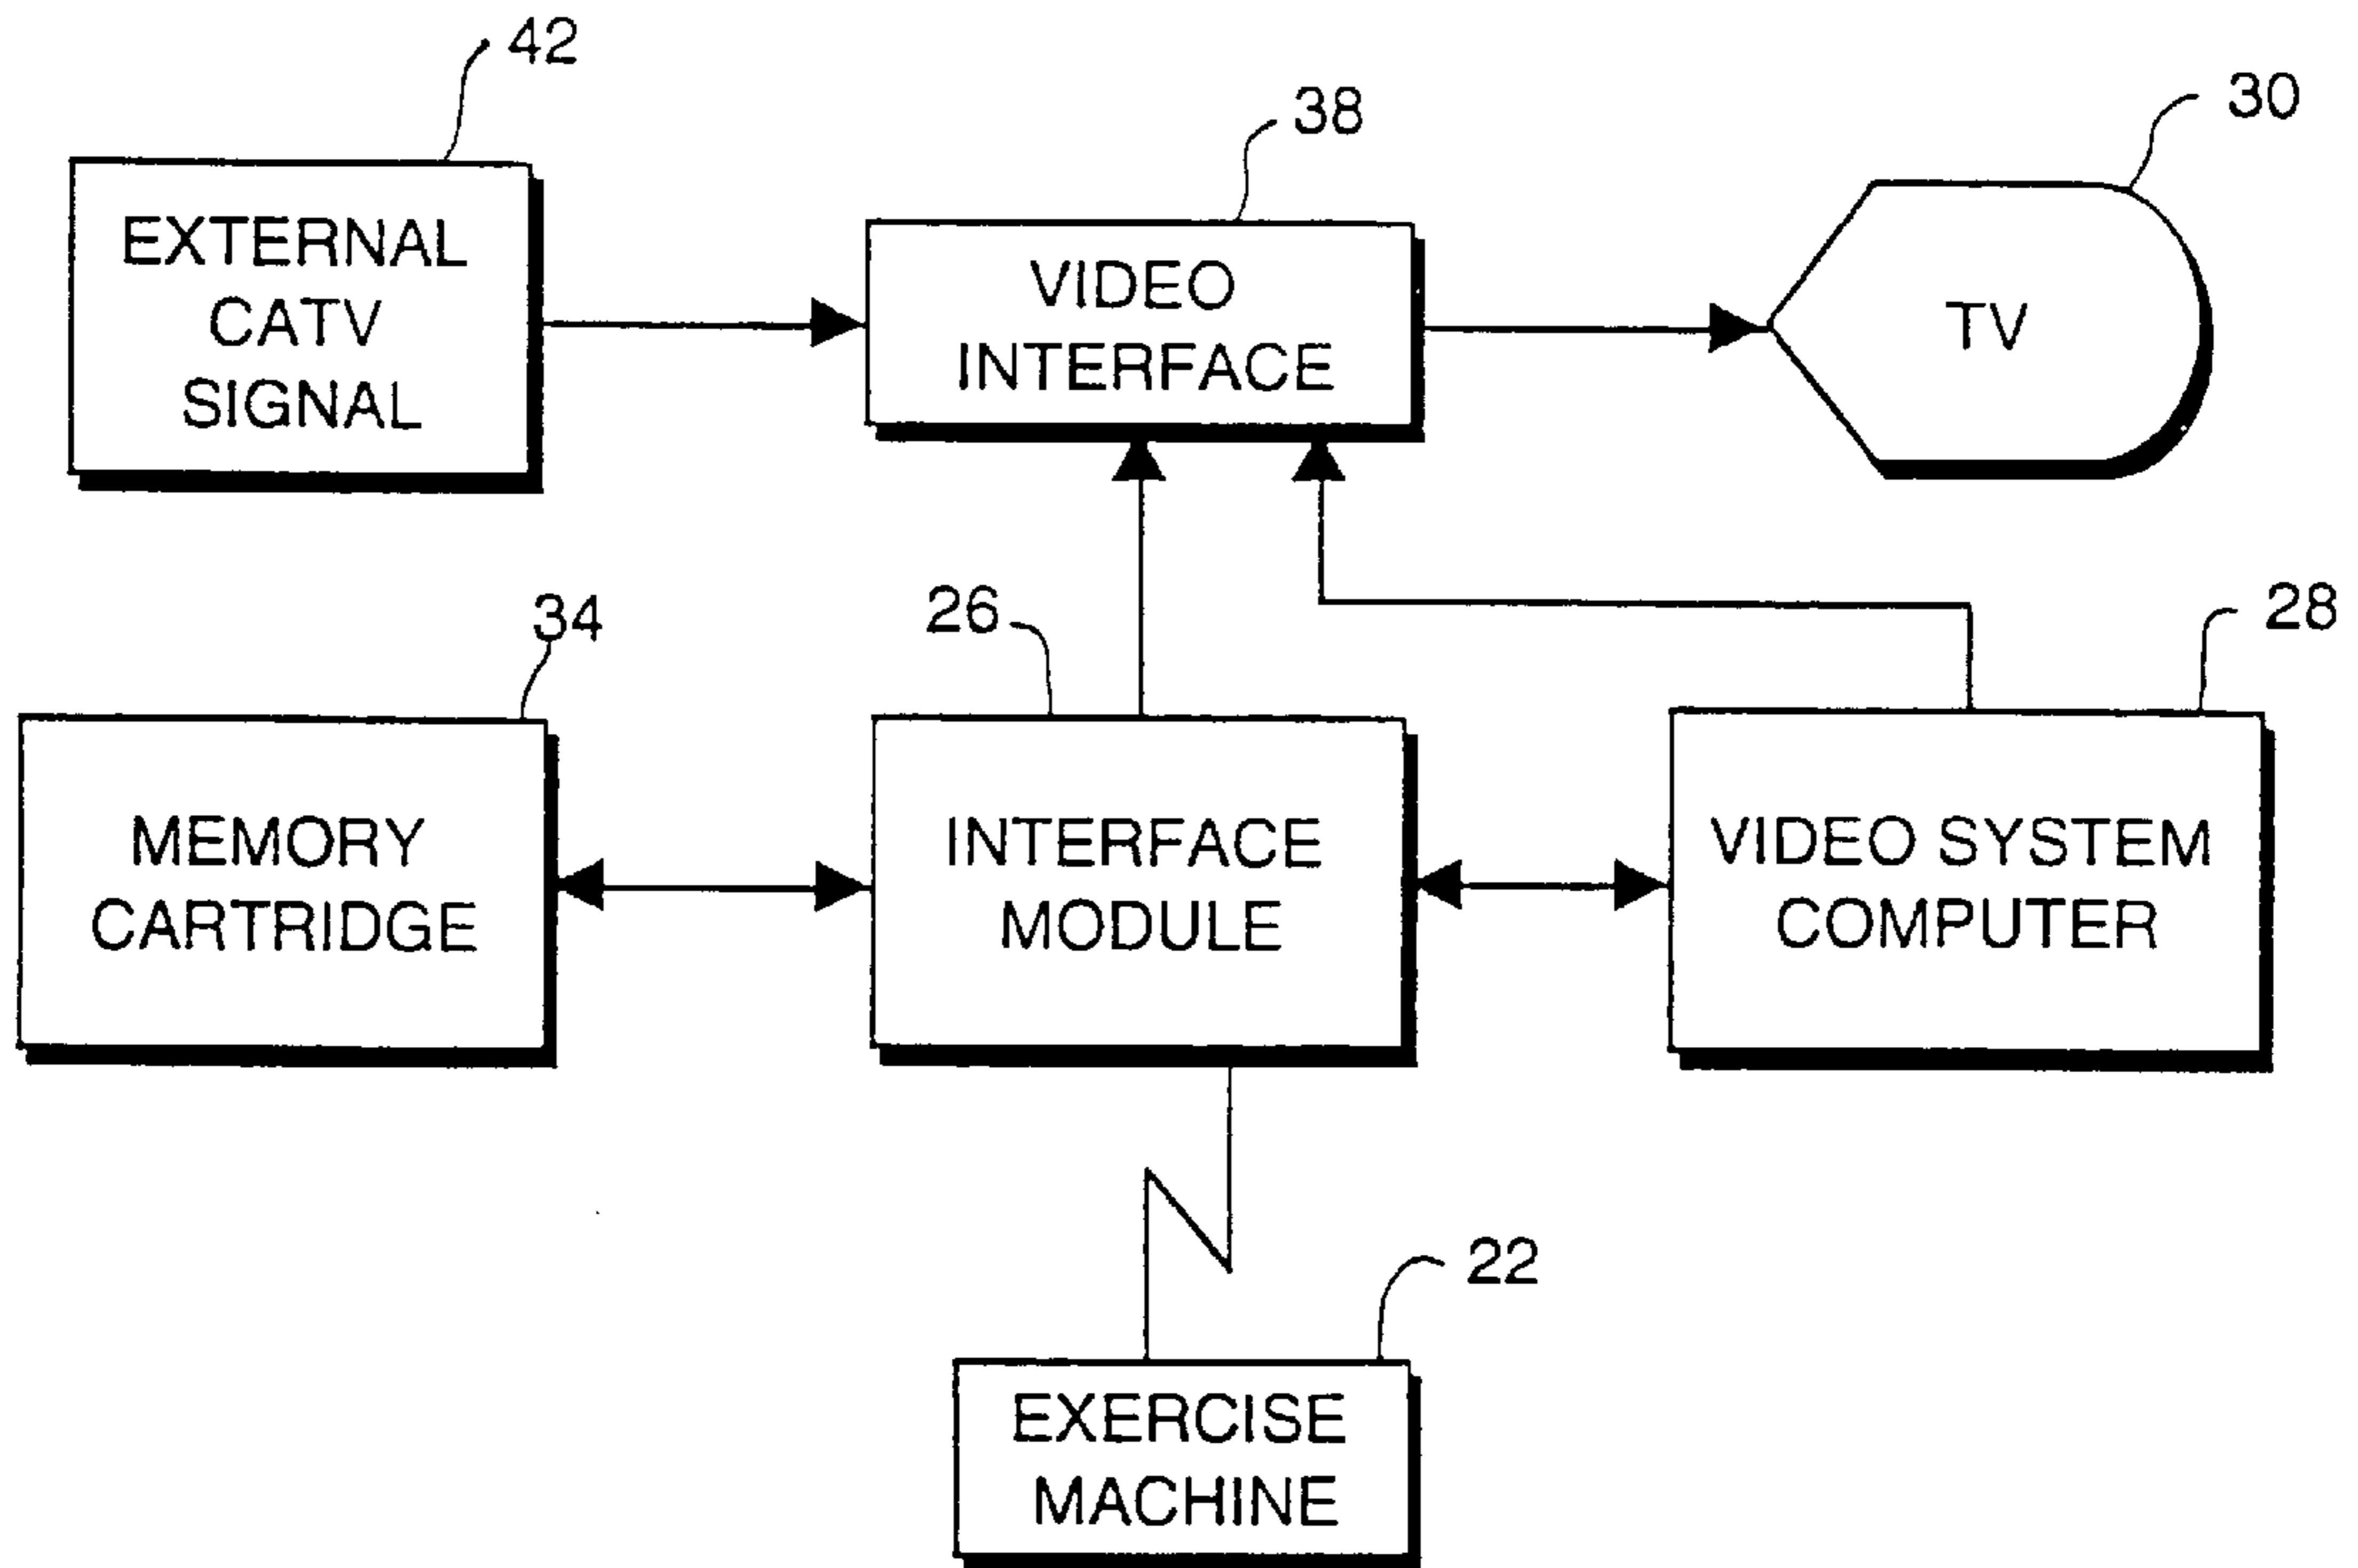 42
38
30
EXTERNAL
CATV
SIGNAL
VIDEO
INTERFACE
TV
34
26
28
MEMORY
CARTRIDGE
INTERFACE
MODULE
VIDEO SYSTEM
COMPUTER
22
EXERCISE
MACHINE